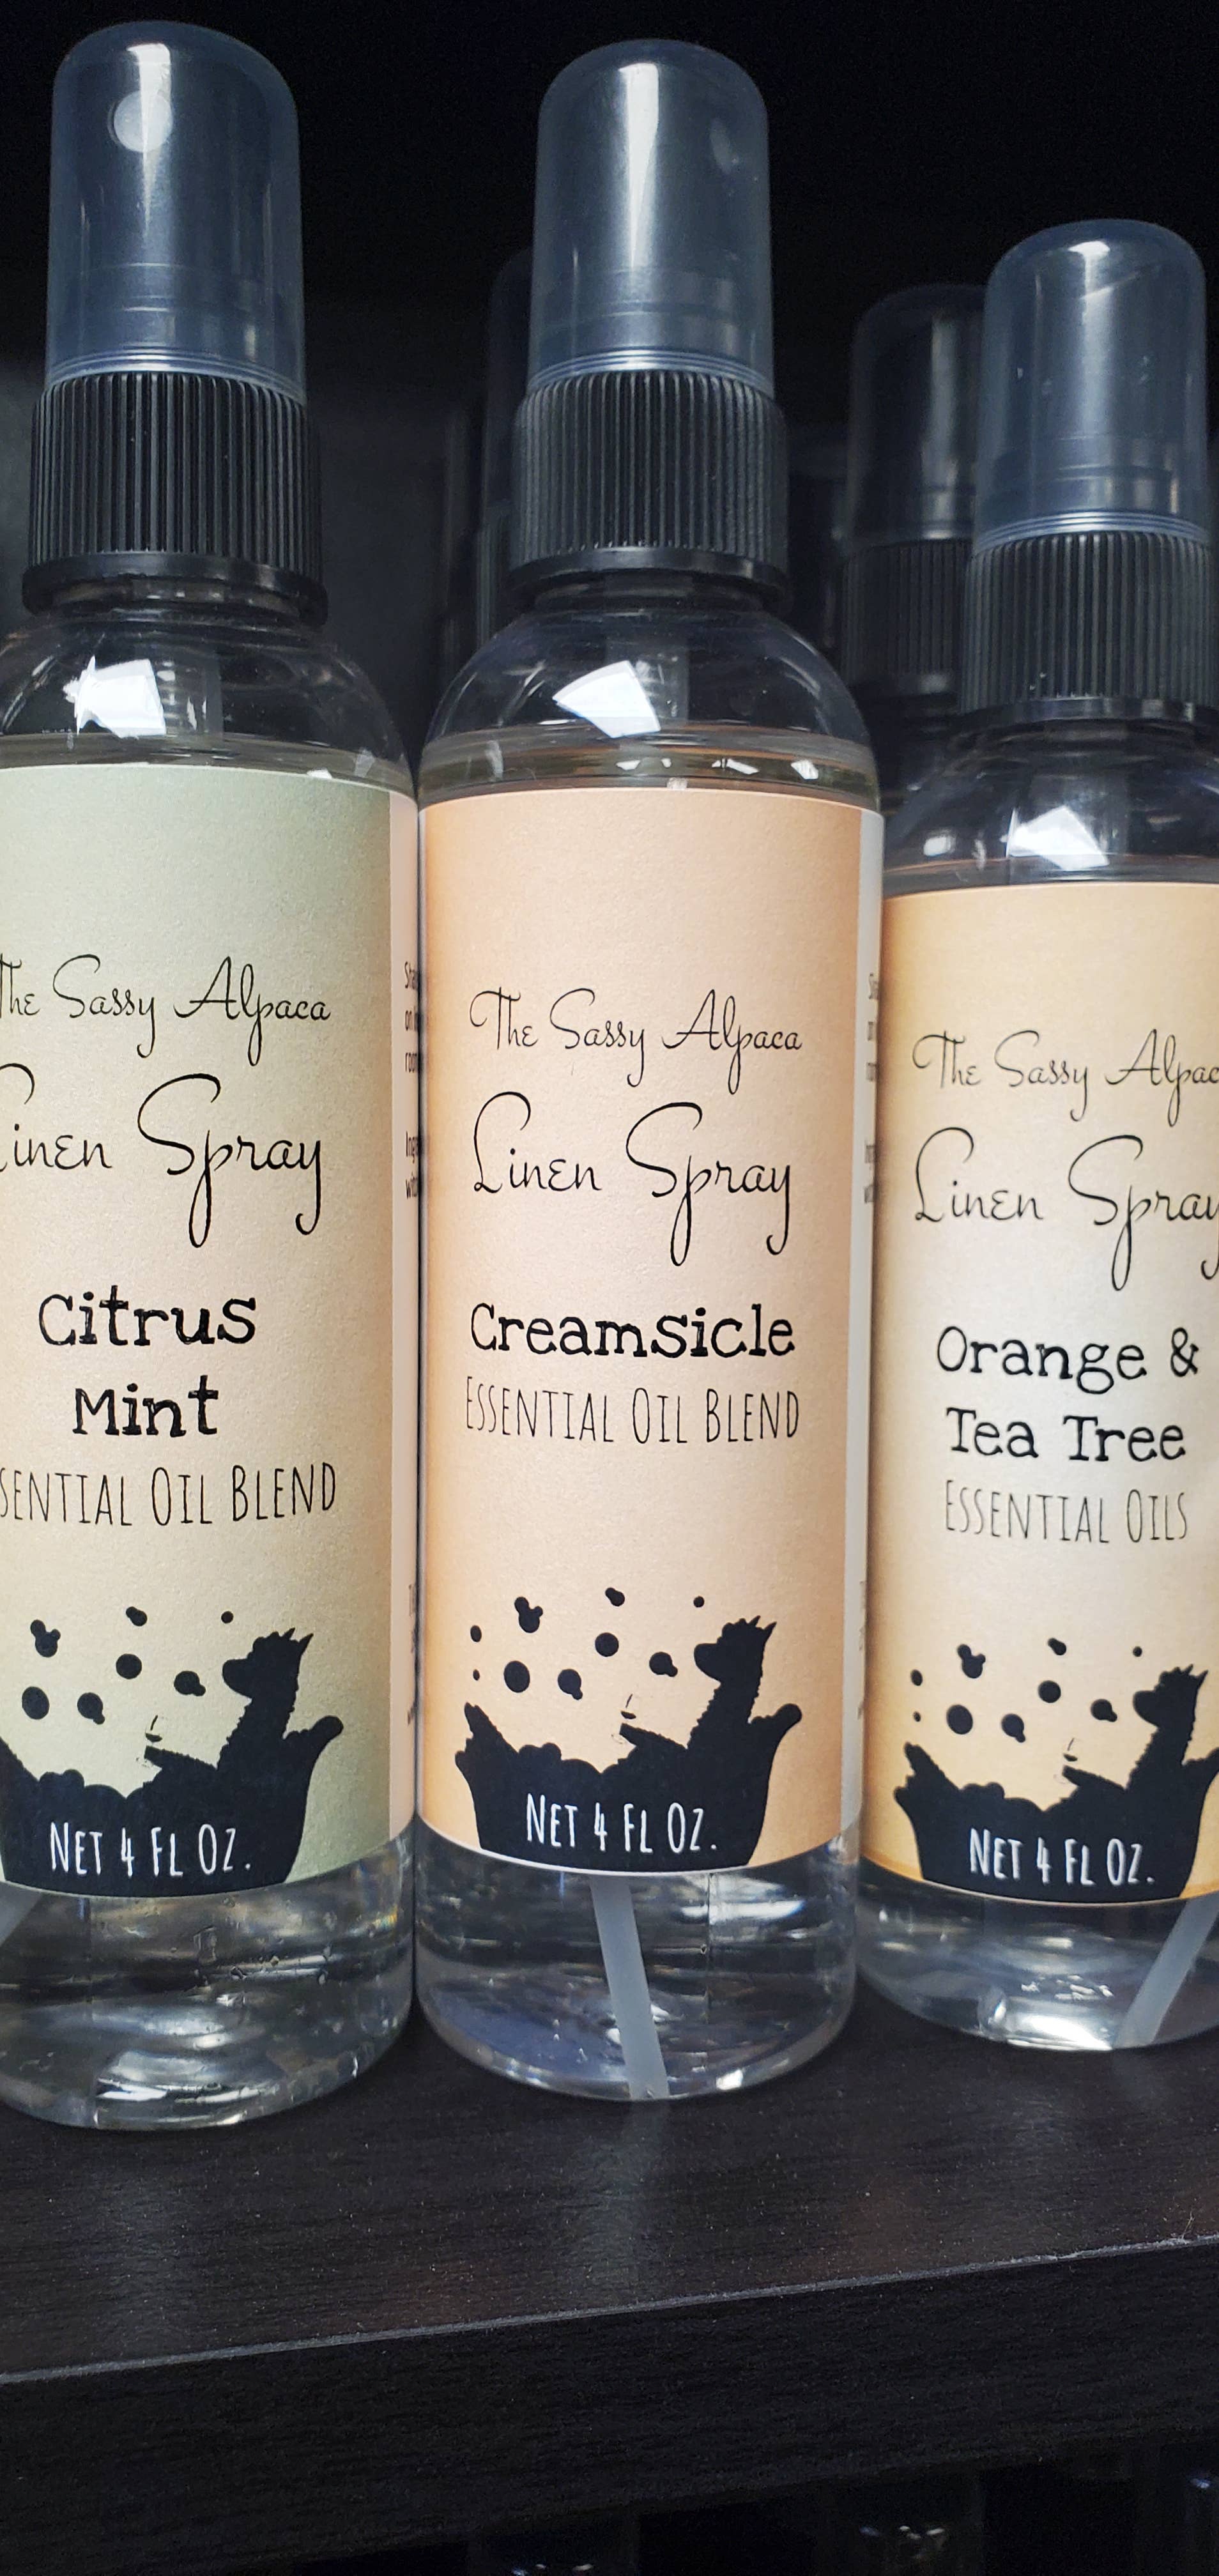 The Sassy Alpaca
Linen Spray
Citrus
Mint
SENTIAL OIL BLEND
NET 4 FL OZ.
The Sassy Alpaca
Linen Spray
Creamsicle
ESSENTIAL OIL BLEND
NET 4 FL OZ.
The Sassy Alpac
Linen Spray
Orange &
Tea Tree
ESSENTIAL OILS
NET 4 FL OZ.